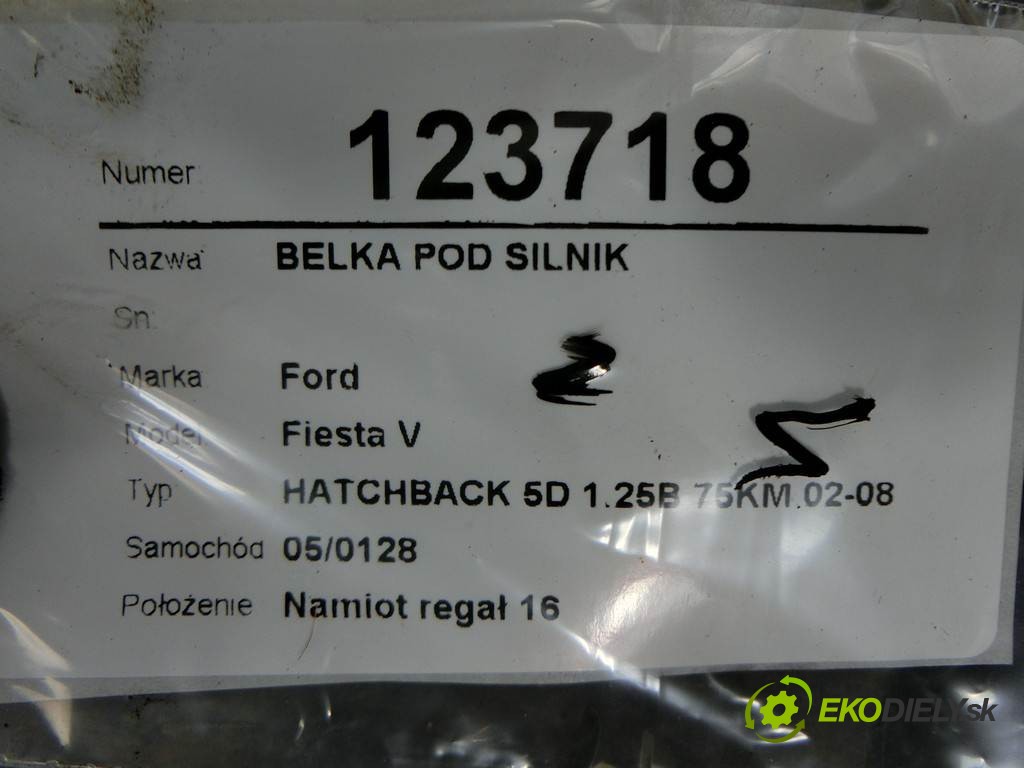 Numer 123718
Nazwa BELKA POD SILNIK
Sn:
Marka Ford
Model Fiesta V
Typ HATCHBACK 5D 1.25B 75KM 02-08
Samochód 05/0128
Położenie Namiot regał 16
EKODIELY.sk